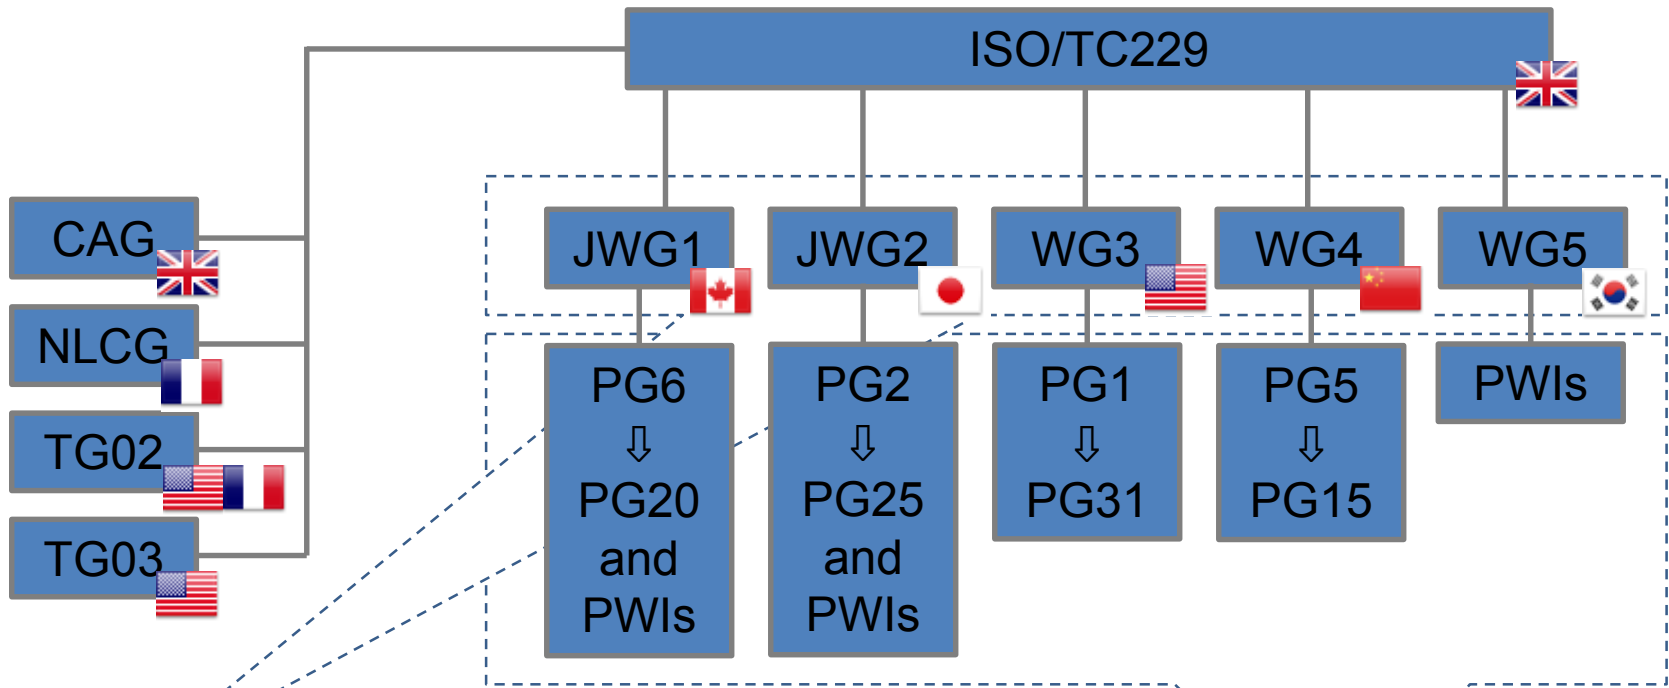 ISO/TC229
CAG
NLCG
TG02
TG03
JWG1
JWG2
WG3
WG4
WG5
PG6
⇩
PG20
and
PWIs
PG2
⇩
PG25
and
PWIs
PG1
⇩
PG31
PG5
⇩
PG15
PWIs